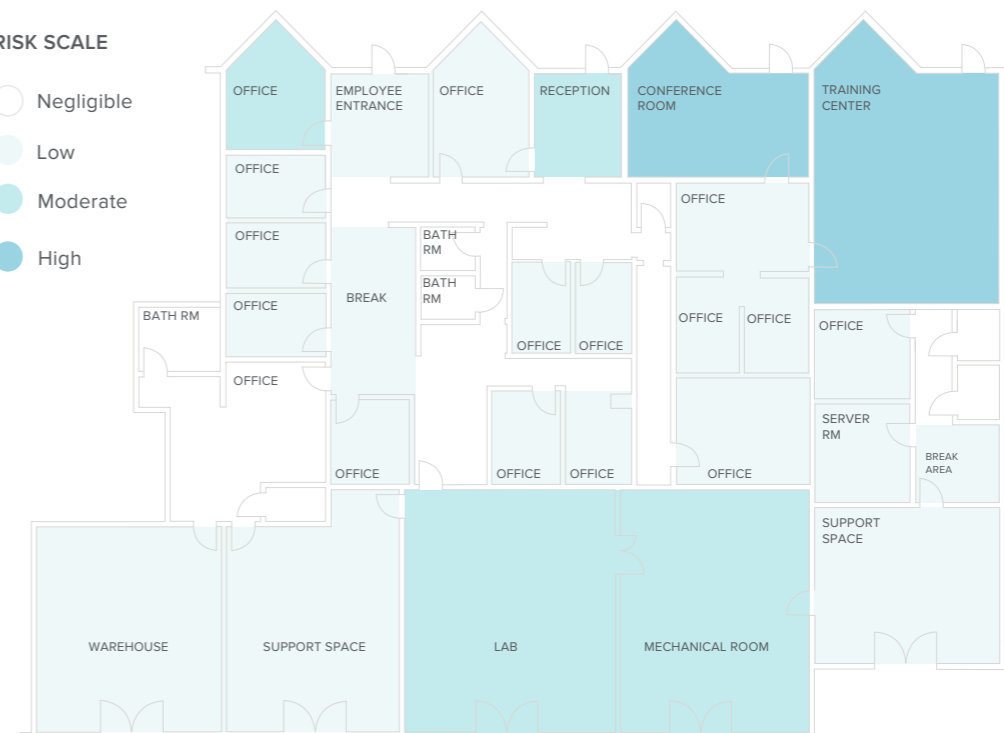 RISK SCALE
Negligible
Low
Moderate
High
OFFICE
EMPLOYEE
ENTRANCE
OFFICE
RECEPTION
CONFERENCE
ROOM
TRAINING
CENTER
OFFICE
OFFICE
OFFICE
BATH
RM
BATH
RM
BREAK
OFFICE
BATH RM
OFFICE
OFFICE
OFFICE
OFFICE
OFFICE
OFFICE
OFFICE
SERVER
RM
BREAK
AREA
OFFICE
OFFICE
OFFICE
OFFICE
SUPPORT
SPACE
WAREHOUSE
SUPPORT SPACE
LAB
MECHANICAL ROOM